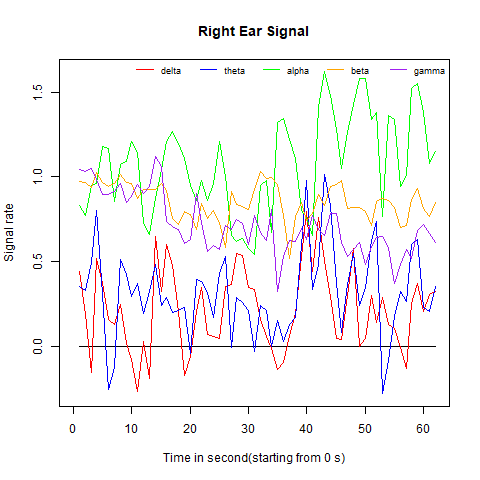 Right Ear Signal
delta theta alpha beta gamma
Signal rate
0.0 0.5 1.0 1.5
0 10 20 30 40 50 60
Time in second(starting from 0 s)